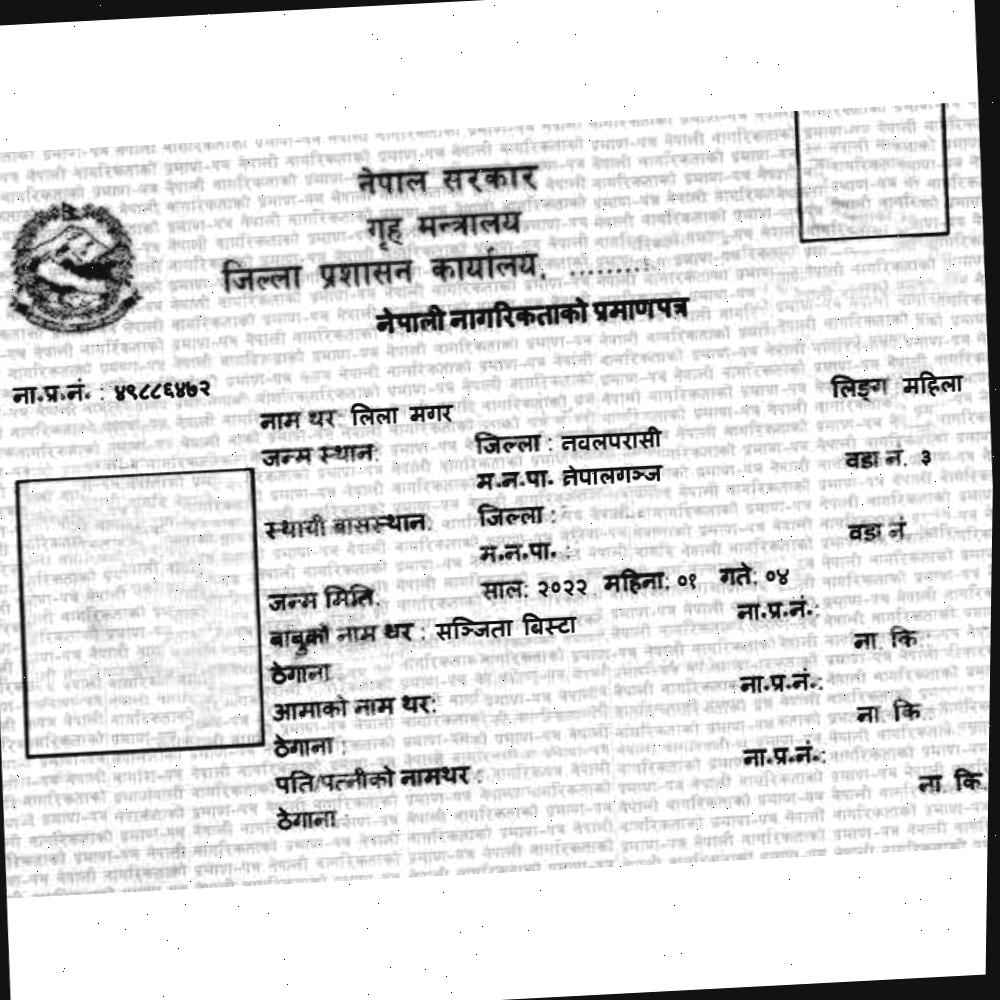 नेपाल सरकार
गृह मन्त्रालय
जिल्ला प्रशासन कार्यालय, .........
नेपाली नागरिकताको प्रमाणपत्र
ना.प्र.नं. : ४९८८६४७२
लिङ्ग महिला
नाम थर लिला मगर
जन्म स्थान: जिल्ला : नवलपरासी
म.न.पा. नेपालगञ्ज वडा नं. ३
स्थायी बासस्थान: जिल्ला :
म.न.पा. : वडा नं
जन्म मिति: साल: २०२२ महिना: ०१ गते: ०४
बाबुको नाम थर : सञ्जिता बिस्टा ना.प्र.नं.:
ठेगाना ना. कि
आमाको नाम थर: ना.प्र.नं.:
ठेगाना : ना. कि
पति/पत्नीको नामथर : ना.प्र.नं.:
ठेगाना : ना. कि.